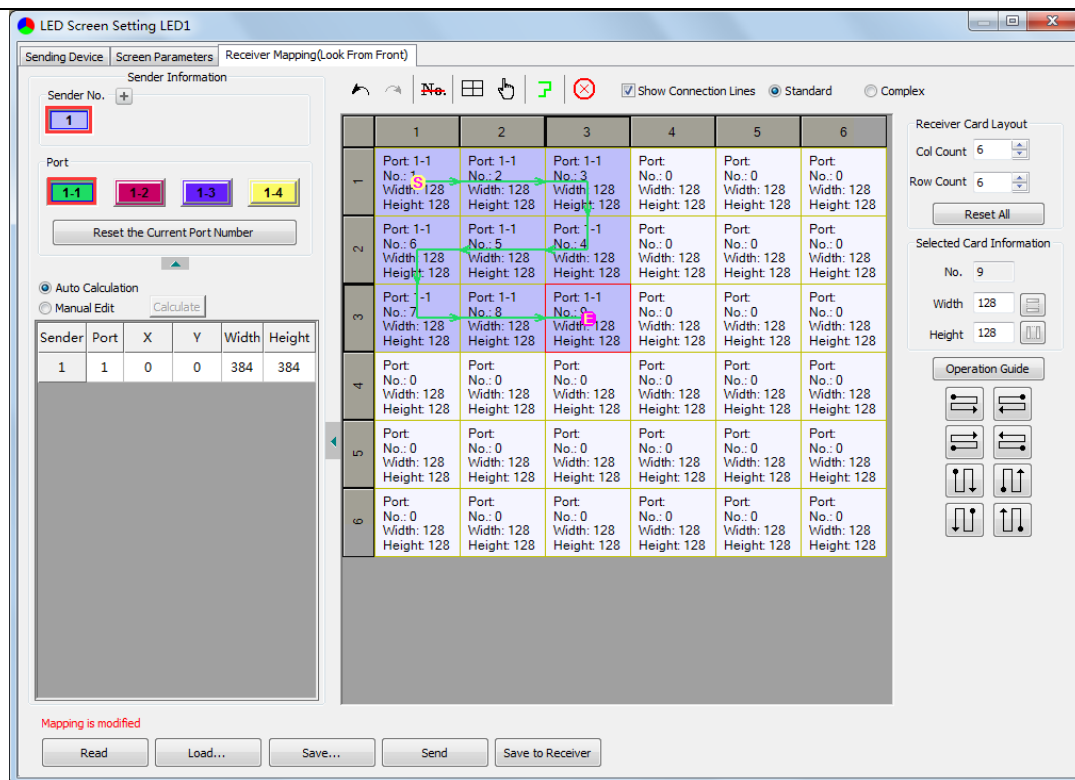 LED Screen Setting LED1
Sending Device Screen Parameters Receiver Mapping(Look From Front)
Sender Information
Sender No. +
1
Port
1-1 1-2 1-3 1-4
Reset the Current Port Number
Auto Calculation
Manual Edit Calculate
Sender Port X Y Width Height
1 1 0 0 384 384
No. Show Connection Lines Standard Complex
1 2 3 4 5 6
1
Port: 1-1 Port: 1-1 Port: 1-1 Port: Port: Port:
No.: 1 No.: 2 No.: 3 No.: 0 No.: 0 No.: 0
S
Width: 128 Width: 128 Width: 128 Width: 128 Width: 128 Width: 128
Height: 128 Height: 128 Height: 128 Height: 128 Height: 128 Height: 128
2
Port: 1-1 Port: 1-1 Port: 1-1 Port: Port: Port:
No.: 6 No.: 5 No.: 4 No.: 0 No.: 0 No.: 0
Width: 128 Width: 128 Width: 128 Width: 128 Width: 128 Width: 128
Height: 128 Height: 128 Height: 128 Height: 128 Height: 128 Height: 128
3
Port: 1-1 Port: 1-1 Port: 1-1 Port: Port: Port:
No.: 7 No.: 8 No.: 9 No.: 0 No.: 0 No.: 0
E
Width: 128 Width: 128 Width: 128 Width: 128 Width: 128 Width: 128
Height: 128 Height: 128 Height: 128 Height: 128 Height: 128 Height: 128
4
Port: Port: Port: Port: Port: Port:
No.: 0 No.: 0 No.: 0 No.: 0 No.: 0 No.: 0
Width: 128 Width: 128 Width: 128 Width: 128 Width: 128 Width: 128
Height: 128 Height: 128 Height: 128 Height: 128 Height: 128 Height: 128
5
Port: Port: Port: Port: Port: Port:
No.: 0 No.: 0 No.: 0 No.: 0 No.: 0 No.: 0
Width: 128 Width: 128 Width: 128 Width: 128 Width: 128 Width: 128
Height: 128 Height: 128 Height: 128 Height: 128 Height: 128 Height: 128
6
Port: Port: Port: Port: Port: Port:
No.: 0 No.: 0 No.: 0 No.: 0 No.: 0 No.: 0
Width: 128 Width: 128 Width: 128 Width: 128 Width: 128 Width: 128
Height: 128 Height: 128 Height: 128 Height: 128 Height: 128 Height: 128
Receiver Card Layout
Col Count 6
Row Count 6
Reset All
Selected Card Information
No. 9
Width 128
Height 128
Operation Guide
Mapping is modified
Read Load... Save... Send Save to Receiver